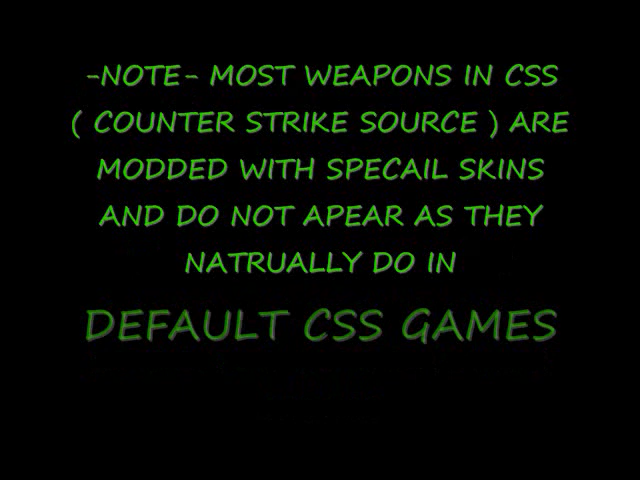 -NOTE- MOST WEAPONS IN CSS
( COUNTER STRIKE SOURCE ) ARE
MODDED WITH SPECAIL SKINS
AND DO NOT APEAR AS THEY
NATRUALLY DO IN
DEFAULT CSS GAMES